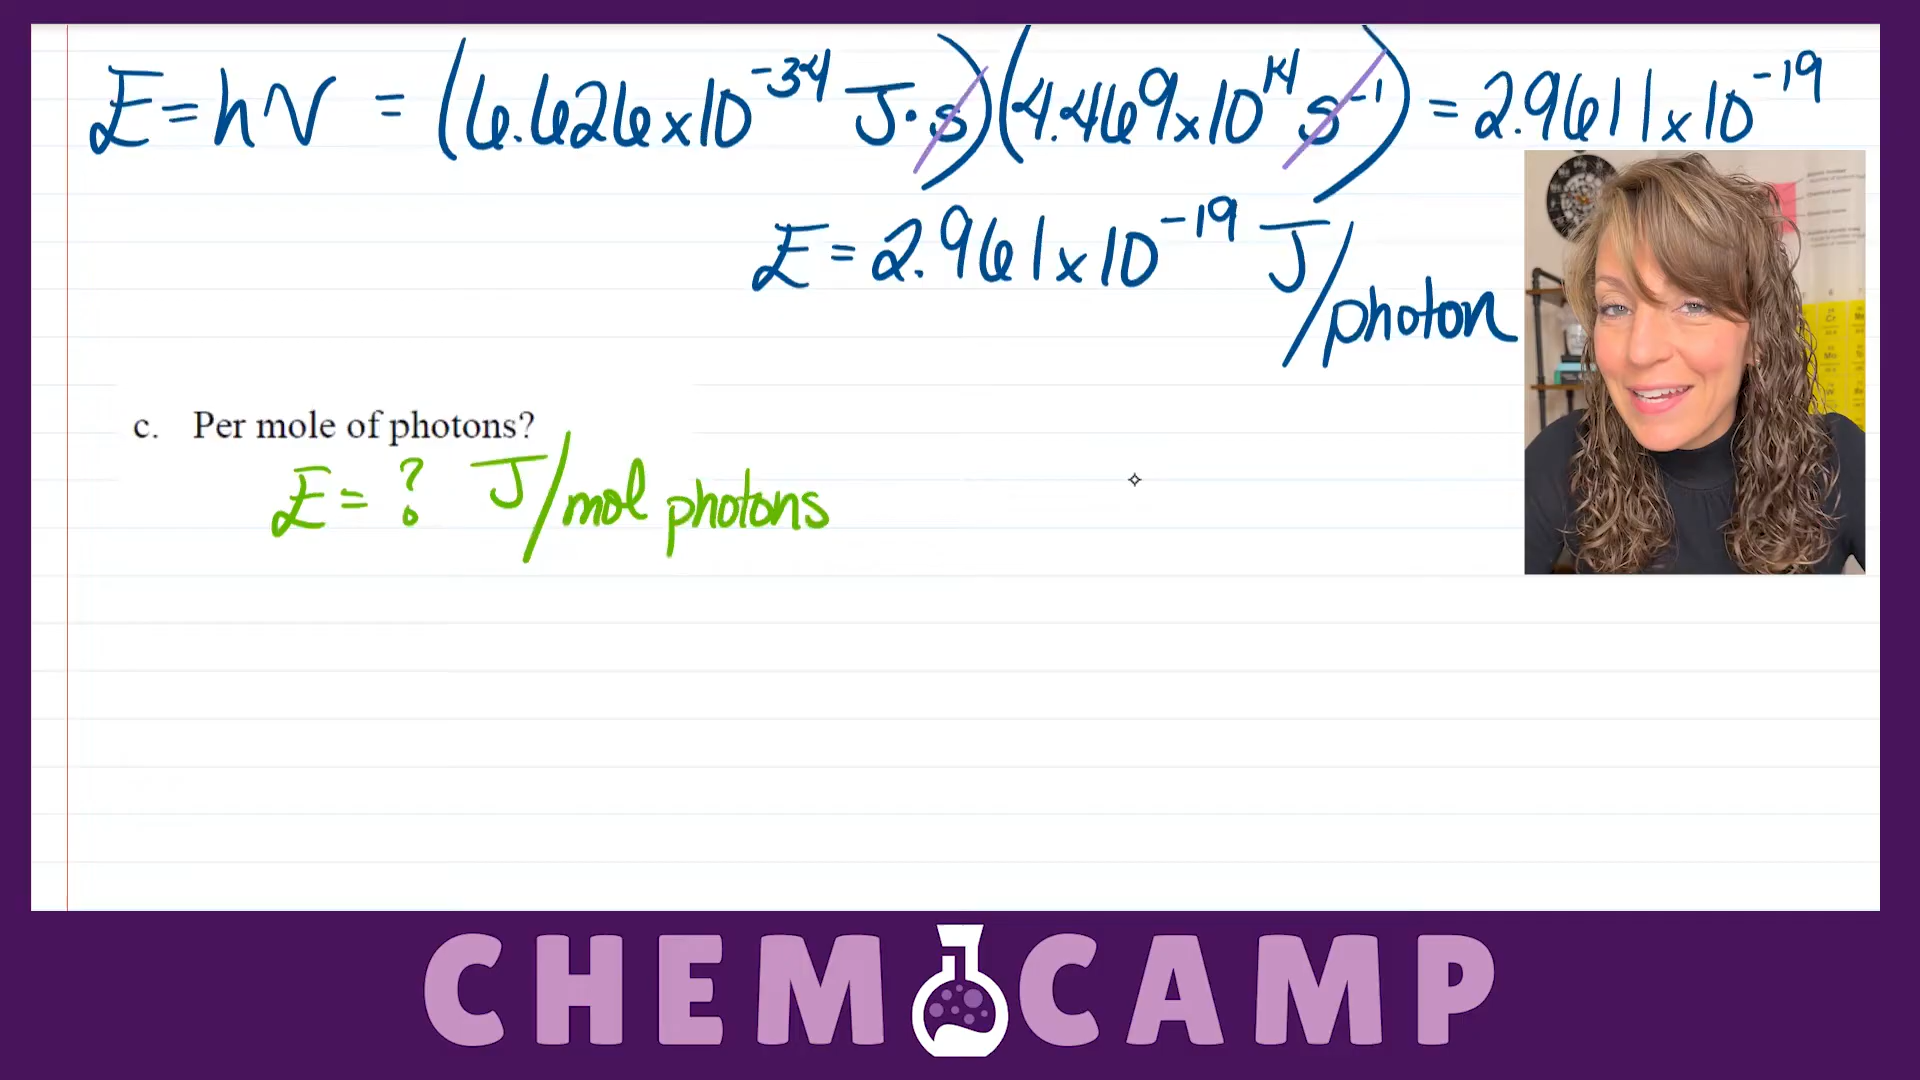 E = hν = (6.626 x 10⁻³⁴ J·s)(4.469 x 10¹⁴ s⁻¹) = 2.9611 x 10⁻¹⁹
E = 2.961 x 10⁻¹⁹ J/photon
c. Per mole of photons?
E = ? J/mol photons
CHEM CAMP